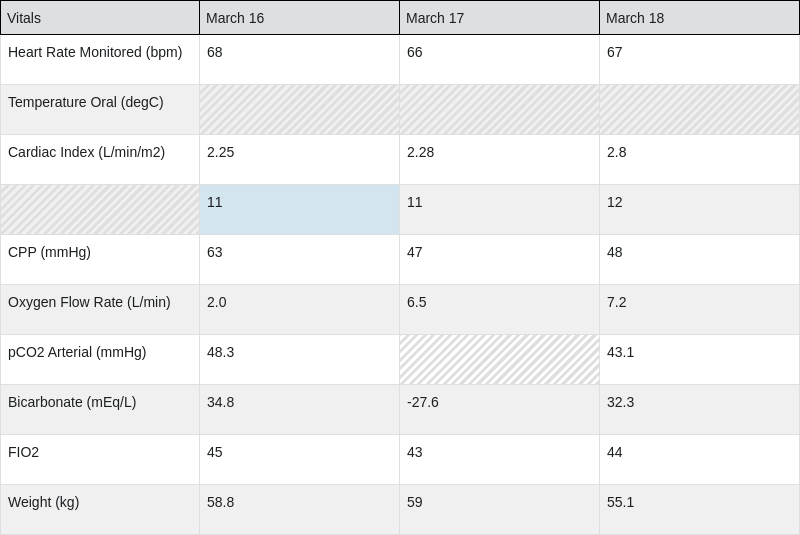 Vitals March 16 March 17 March 18
Heart Rate Monitored (bpm) 68 66 67
Temperature Oral (degC)
Cardiac Index (L/min/m2) 2.25 2.28 2.8
11 11 12
CPP (mmHg) 63 47 48
Oxygen Flow Rate (L/min) 2.0 6.5 7.2
pCO2 Arterial (mmHg) 48.3 43.1
Bicarbonate (mEq/L) 34.8 -27.6 32.3
FIO2 45 43 44
Weight (kg) 58.8 59 55.1